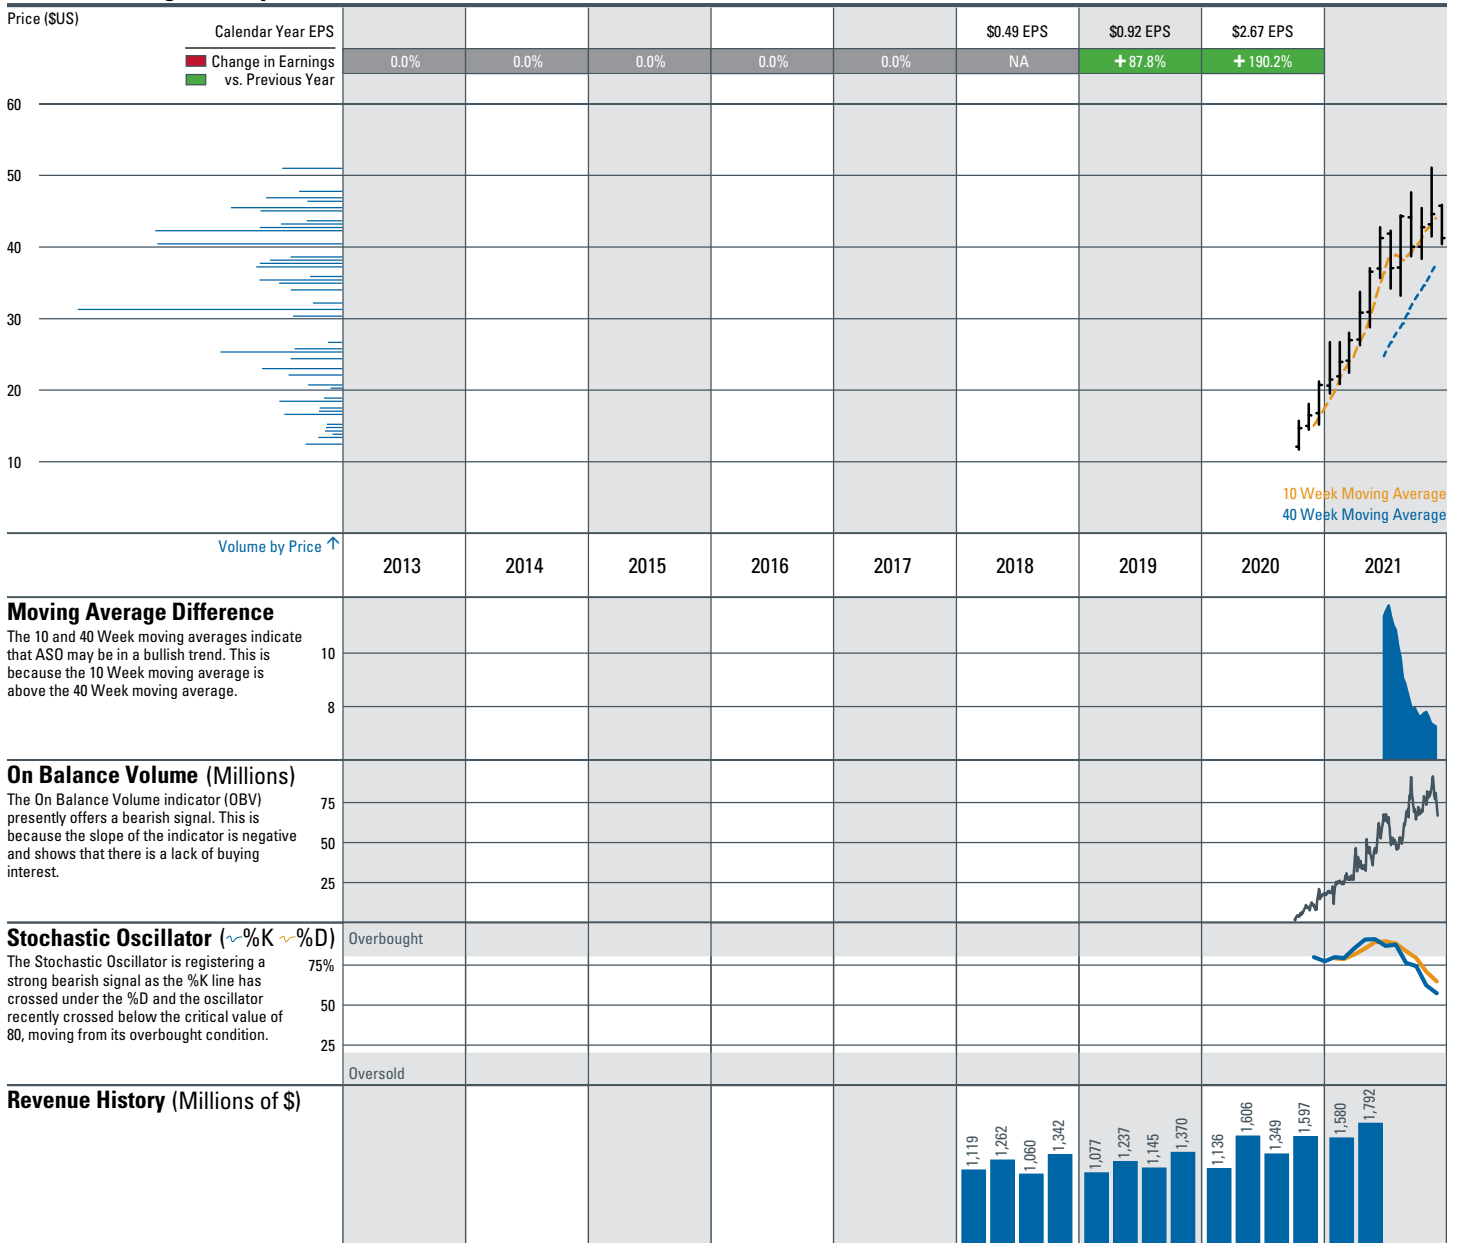 Price ($US)
Calendar Year EPS
$0.49 EPS $0.92 EPS $2.67 EPS
Change in Earnings
vs. Previous Year
0.0% 0.0% 0.0% 0.0% 0.0% NA +87.8% +190.2%
60
50
40
30
20
10
10 Week Moving Average
40 Week Moving Average
Volume by Price ↑
2013 2014 2015 2016 2017 2018 2019 2020 2021
Moving Average Difference
The 10 and 40 Week moving averages indicate
that ASO may be in a bullish trend. This is
because the 10 Week moving average is
above the 40 Week moving average.
10
8
On Balance Volume (Millions)
The On Balance Volume indicator (OBV)
presently offers a bearish signal. This is
because the slope of the indicator is negative
and shows that there is a lack of buying
interest.
75
50
25
Stochastic Oscillator (%K %D)
The Stochastic Oscillator is registering a
strong bearish signal as the %K line has
crossed under the %D and the oscillator
recently crossed below the critical value of
80, moving from its overbought condition.
Overbought
75%
50
25
Oversold
Revenue History (Millions of $)
1,119 1,262 1,060 1,342 1,077 1,237 1,145 1,370 1,136 1,606 1,349 1,597 1,580 1,792